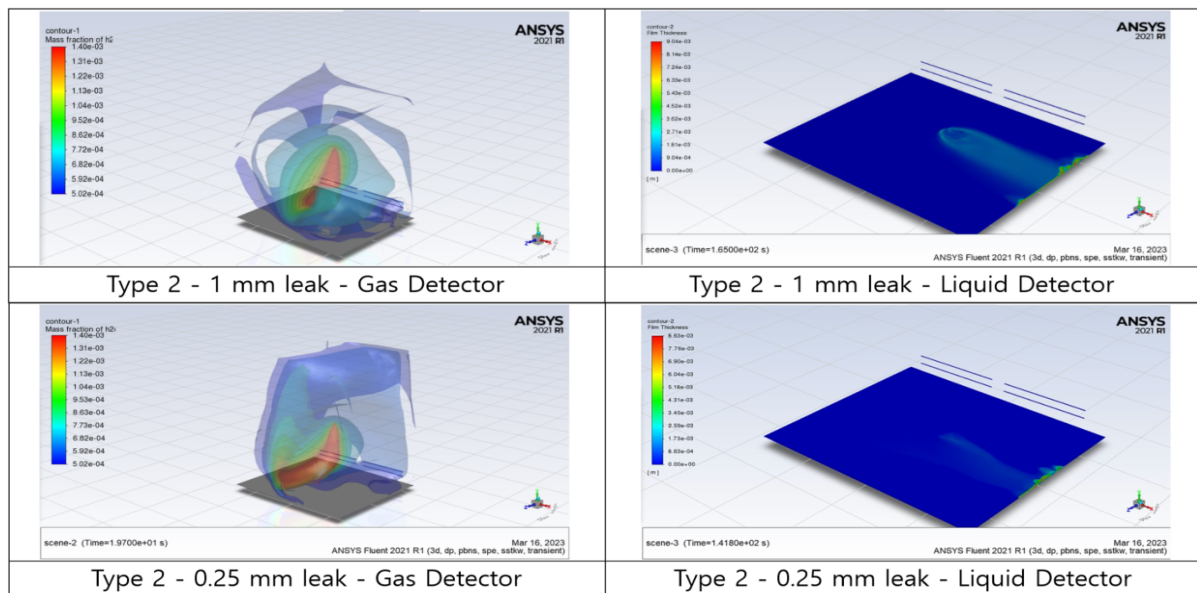 contour-1
Mass fraction of h2
ANSYS
2021 R1
1.40e-03
1.31e-03
1.22e-03
1.13e-03
1.04e-03
9.62e-04
8.72e-04
7.72e-04
6.82e-04
5.92e-04
5.02e-04
contour-2
Film Thickness
ANSYS
2021 R1
9.04e-03
8.14e-03
7.24e-03
6.33e-03
5.43e-03
4.52e-03
3.62e-03
2.71e-03
1.81e-03
9.04e-04
0.00e+00
[ m ]
scene-3 (Time=1.6500e+02 s)
Mar 16, 2023
ANSYS Fluent 2021 R1 (3d, dp, pbns, spe, sstkw, transient)
Type 2 - 1 mm leak - Gas Detector
Type 2 - 1 mm leak - Liquid Detector
contour-1
Mass fraction of h2
ANSYS
2021 R1
1.40e-03
1.31e-03
1.22e-03
1.13e-03
1.04e-03
9.63e-04
8.64e-04
7.73e-04
6.82e-04
5.92e-04
5.02e-04
scene-2 (Time=1.9700e+01 s)
Mar 16, 2023
ANSYS Fluent 2021 R1 (3d, dp, pbns, spe, sstkw, transient)
contour-2
Film Thickness
ANSYS
2021 R1
8.63e-03
7.76e-03
6.90e-03
6.04e-03
5.18e-03
4.31e-03
3.45e-03
2.59e-03
1.73e-03
8.63e-04
0.00e+00
[ m ]
scene-3 (Time=1.4180e+02 s)
Mar 16, 2023
ANSYS Fluent 2021 R1 (3d, dp, pbns, spe, sstkw, transient)
Type 2 - 0.25 mm leak - Gas Detector
Type 2 - 0.25 mm leak - Liquid Detector